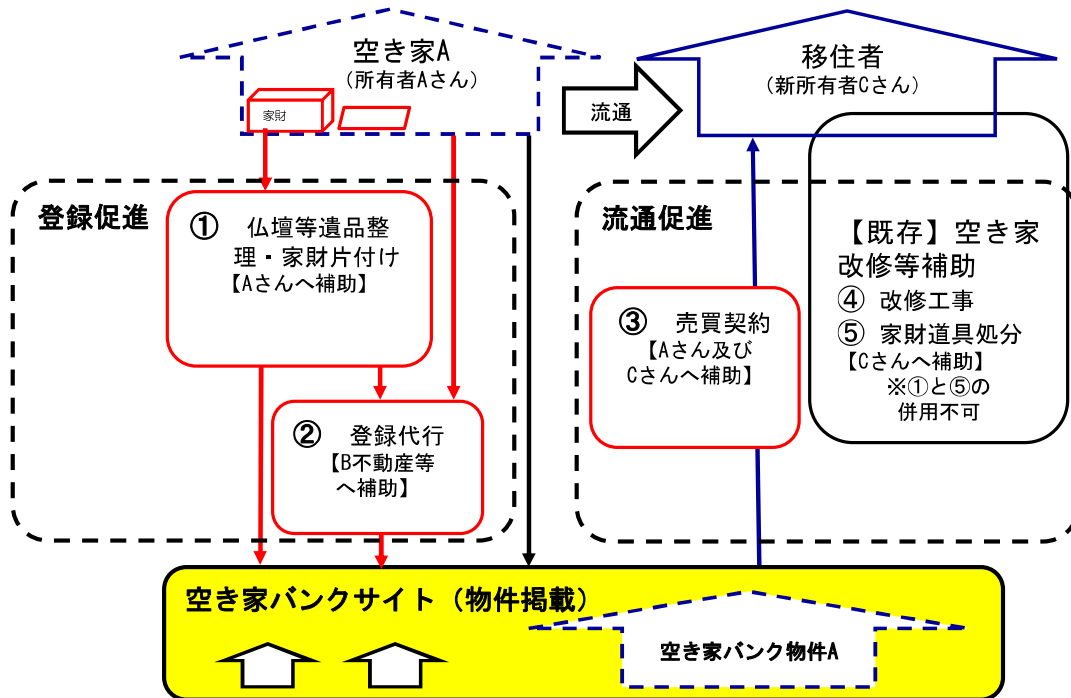 空き家A
(所有者Aさん)
家財
流通
移住者
(新所有者Cさん)
登録促進
① 仏壇等遺品整
理・家財片付け
【Aさんへ補助】
② 登録代行
【B不動産等
へ補助】
流通促進
③ 売買契約
【Aさん及び
Cさんへ補助】
【既存】空き家
改修等補助
④ 改修工事
⑤ 家財道具処分
【Cさんへ補助】
※①と⑤の
併用不可
空き家バンクサイト（物件掲載）
空き家バンク物件A